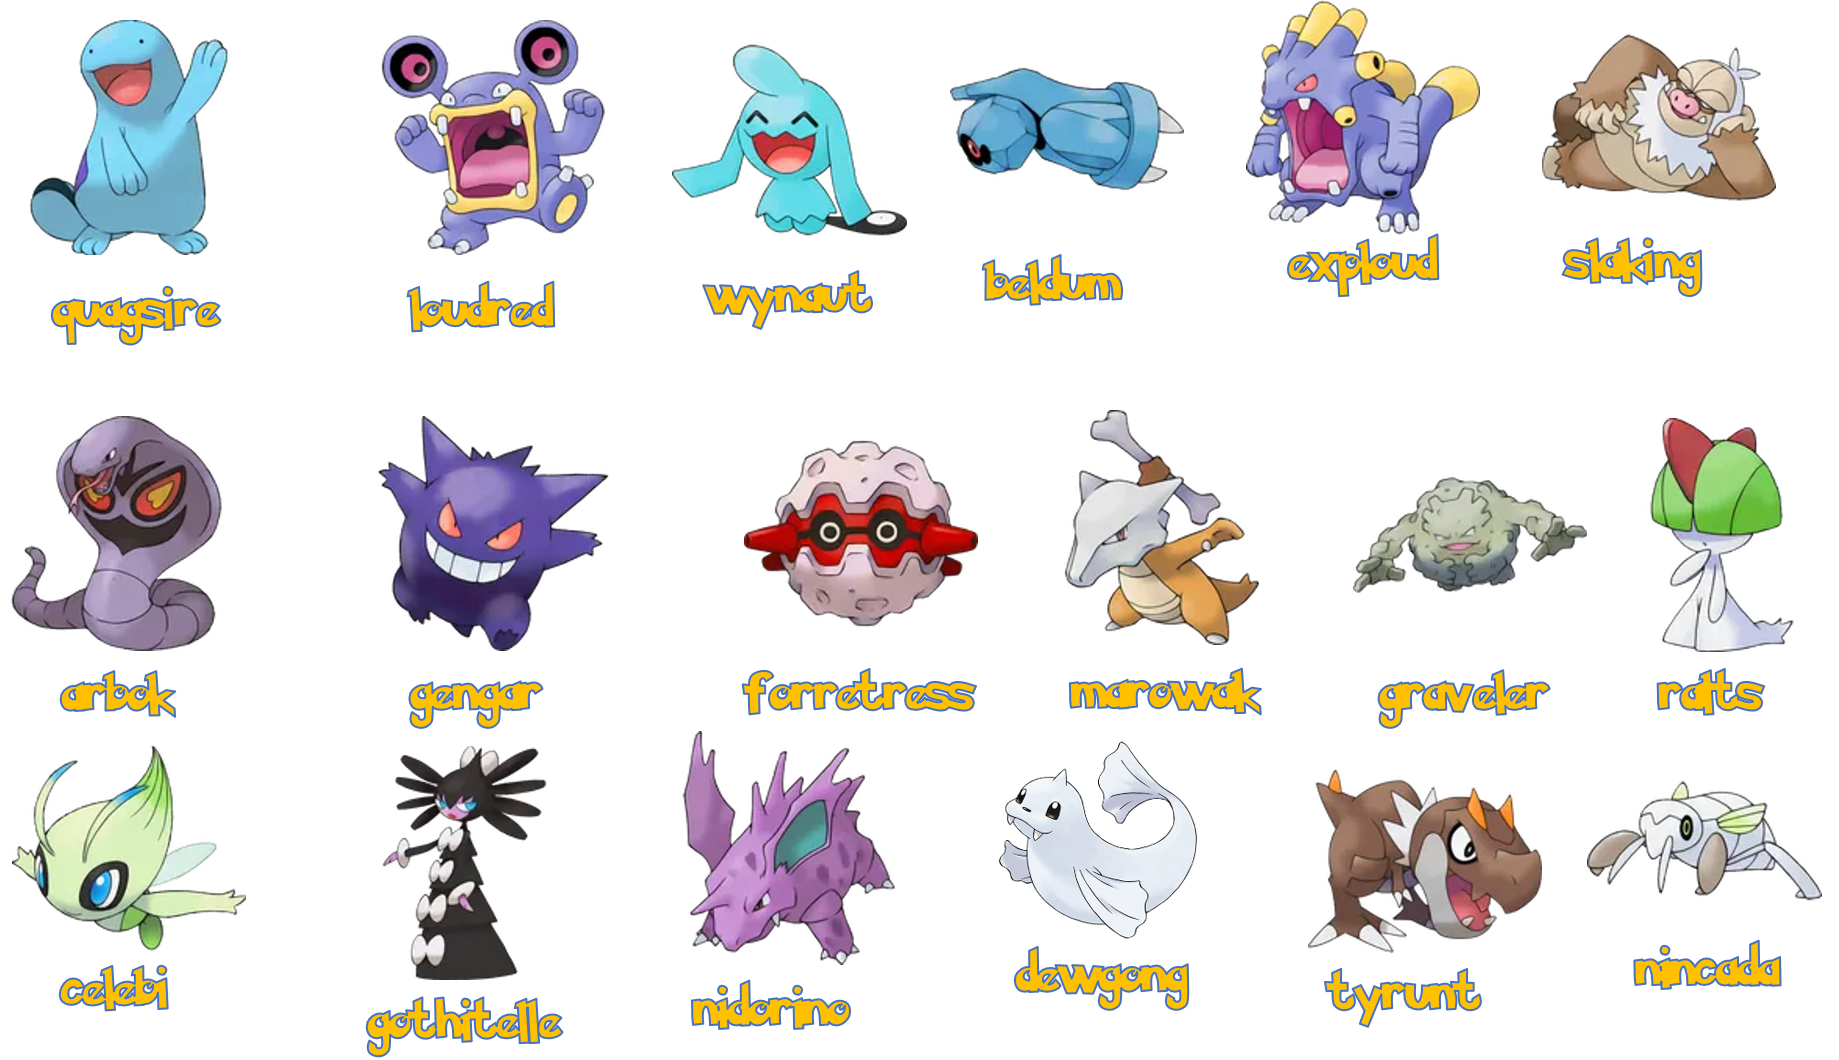 quagsire
loudred
wynaut
beldum
exploud
slaking
arbok
gengar
forretress
marowak
graveler
ralts
celebi
gothitelle
nidorino
dewgong
tyrunt
nincada